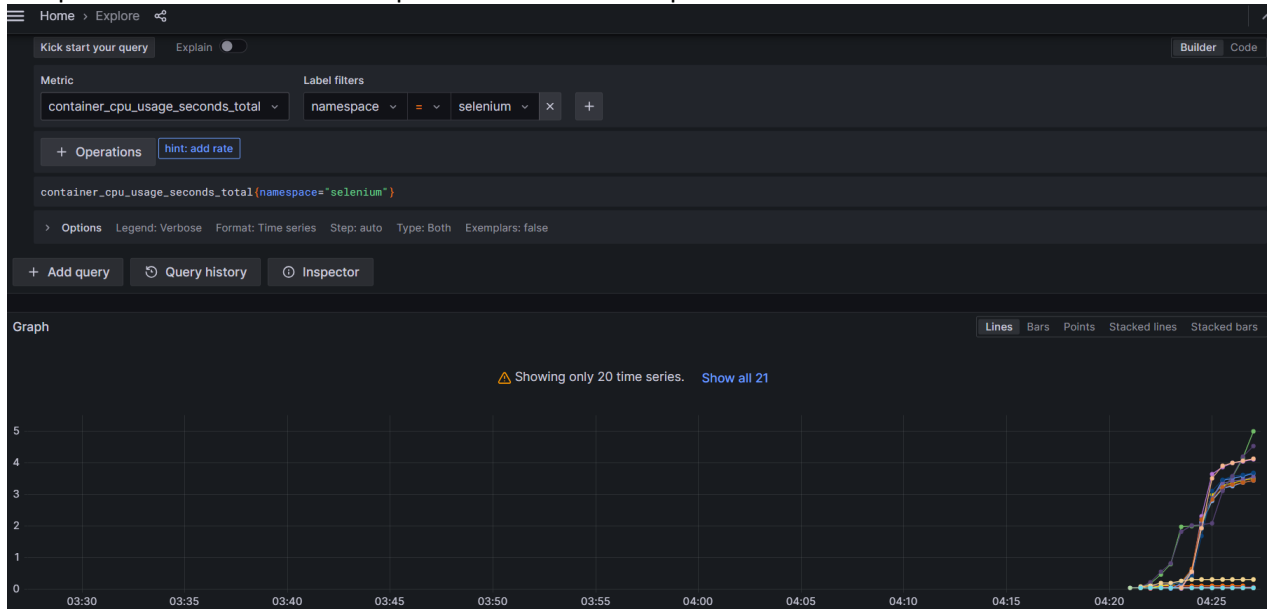 Home › Explore
Kick start your query Explain Builder Code
Metric Label filters
container_cpu_usage_seconds_total namespace = selenium × +
+ Operations hint: add rate
container_cpu_usage_seconds_total{namespace="selenium"}
> Options Legend: Verbose Format: Time series Step: auto Type: Both Exemplars: false
+ Add query Query history Inspector
Graph Lines Bars Points Stacked lines Stacked bars
Showing only 20 time series. Show all 21
5
4
3
2
1
0
03:30 03:35 03:40 03:45 03:50 03:55 04:00 04:05 04:10 04:15 04:20 04:25